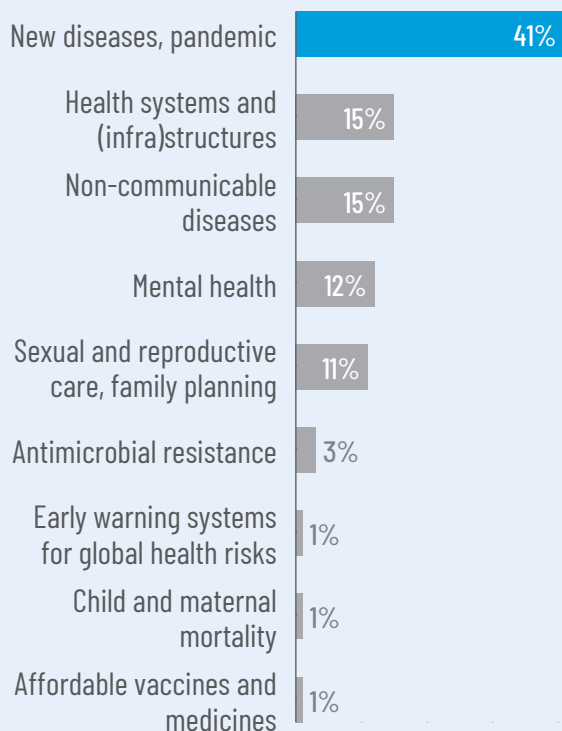 New diseases, pandemic 41%
Health systems and
(infra)structures 15%
Non-communicable
diseases 15%
Mental health 12%
Sexual and reproductive
care, family planning 11%
Antimicrobial resistance 3%
Early warning systems
for global health risks 1%
Child and maternal
mortality 1%
Affordable vaccines and
medicines 1%